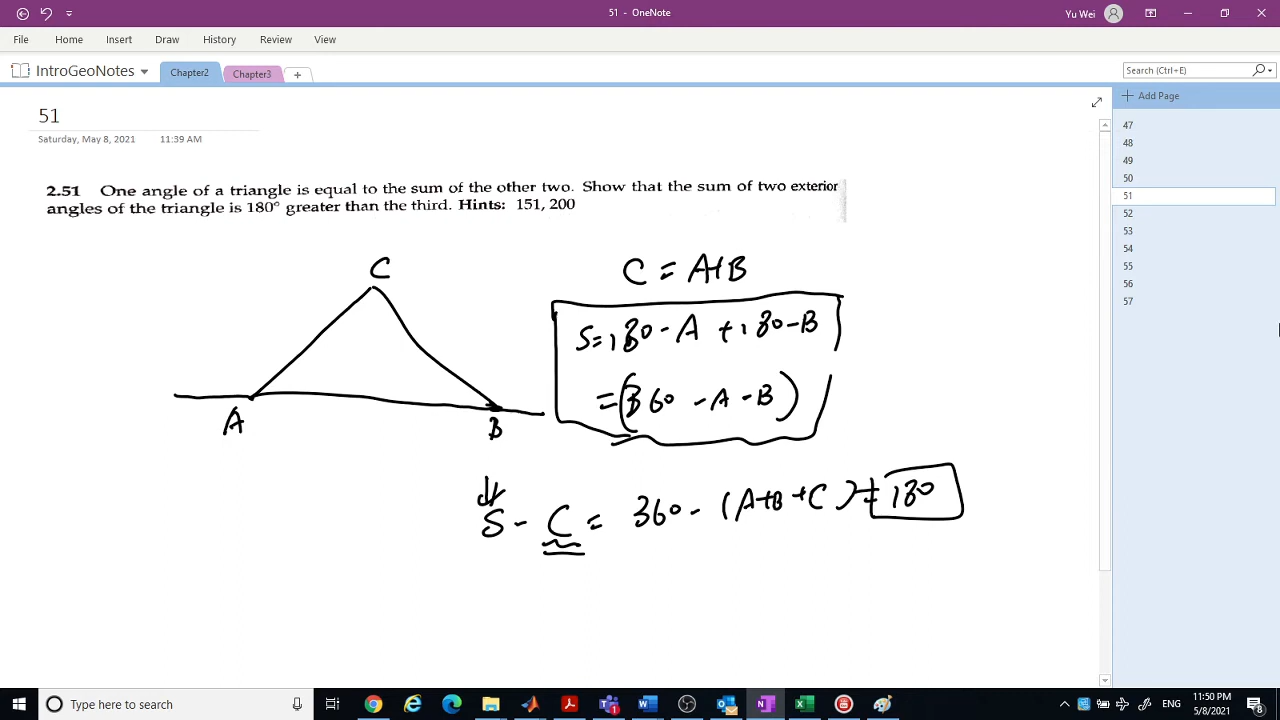 51 - OneNote
Yu Wei
File Home Insert Draw History Review View
IntroGeoNotes Chapter2 Chapter3 +
Search (Ctrl+E)
Add Page
51
Saturday, May 8, 2021 11:39 AM
47
48
49
50
51
52
53
54
55
56
57
2.51 One angle of a triangle is equal to the sum of the other two. Show that the sum of two exterior
angles of the triangle is 180° greater than the third. Hints: 151, 200
C
A
B
C = A+B
S=180-A +180-B
=(360 -A -B)
S - C = 360-(A+B+C)=180
Type here to search
ENG
11:50 PM
5/8/2021
8